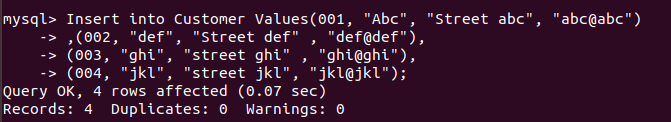 mysql> Insert into Customer Values(001, "Abc", "Street abc", "abc@abc")
    -> ,(002, "def", "Street def" , "def@def"),
    -> (003, "ghi", "street ghi" , "ghi@ghi"),
    -> (004, "jkl", "street jkl", "jkl@jkl");
Query OK, 4 rows affected (0.07 sec)
Records: 4  Duplicates: 0  Warnings: 0